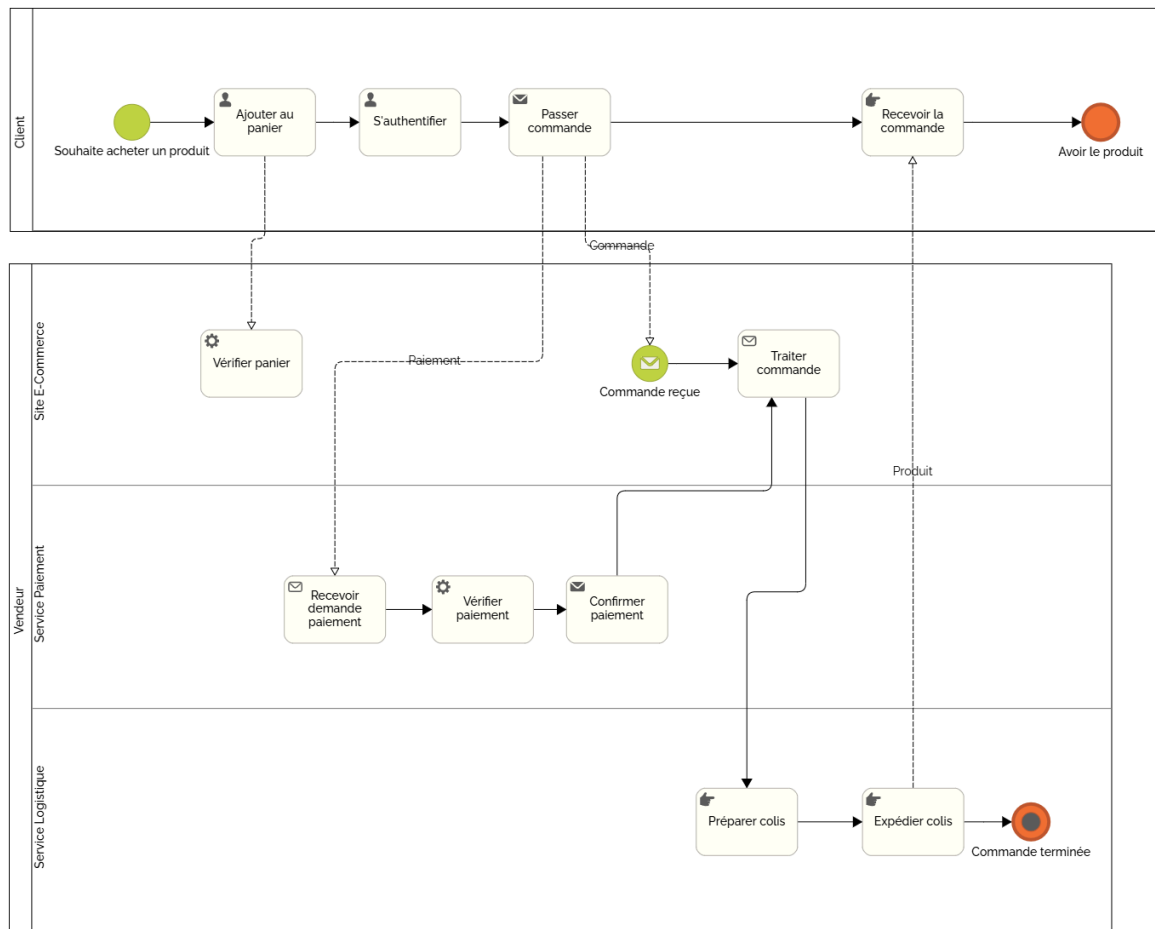 Client
Souhaite acheter un produit
Ajouter au
panier
S'authentifier
Passer
commande
Recevoir la
commande
Avoir le produit
Commande
Vendeur
Site E-Commerce
Vérifier panier
Paiement
Commande reçue
Traiter
commande
Produit
Service Paiement
Recevoir
demande
paiement
Vérifier
paiement
Confirmer
paiement
Service Logistique
Préparer colis
Expédier colis
Commande terminée